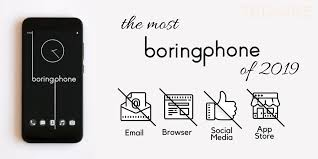 the most
boringphone
of 2019
boringphone
Email
Browser
Social
Media
App
Store